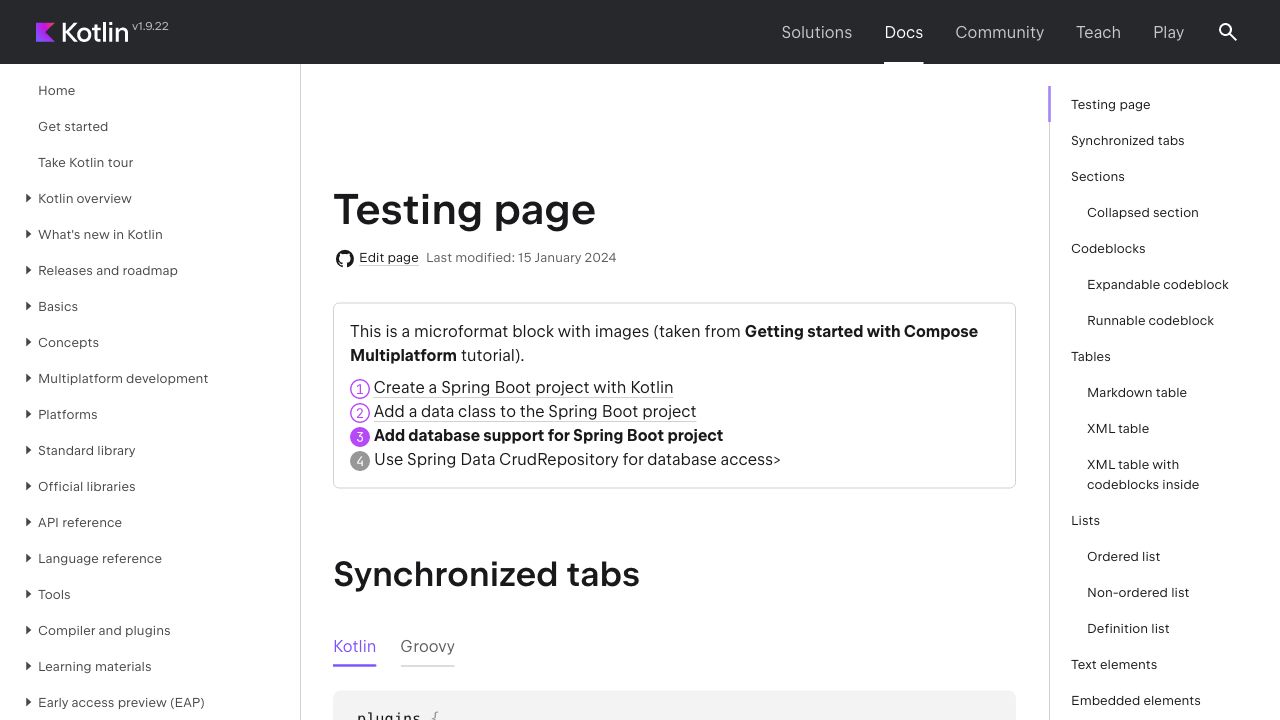 Kotlin v1.9.22
Solutions
Docs
Community
Teach
Play
Home
Get started
Take Kotlin tour
Kotlin overview
What's new in Kotlin
Releases and roadmap
Basics
Concepts
Multiplatform development
Platforms
Standard library
Official libraries
API reference
Language reference
Tools
Compiler and plugins
Learning materials
Early access preview (EAP)
Testing page
Edit page Last modified: 15 January 2024
This is a microformat block with images (taken from Getting started with Compose
Multiplatform tutorial).
1 Create a Spring Boot project with Kotlin
2 Add a data class to the Spring Boot project
3 Add database support for Spring Boot project
4 Use Spring Data CrudRepository for database access>
Synchronized tabs
Kotlin Groovy
plugins {
Testing page
Synchronized tabs
Sections
Collapsed section
Codeblocks
Expandable codeblock
Runnable codeblock
Tables
Markdown table
XML table
XML table with
codeblocks inside
Lists
Ordered list
Non-ordered list
Definition list
Text elements
Embedded elements